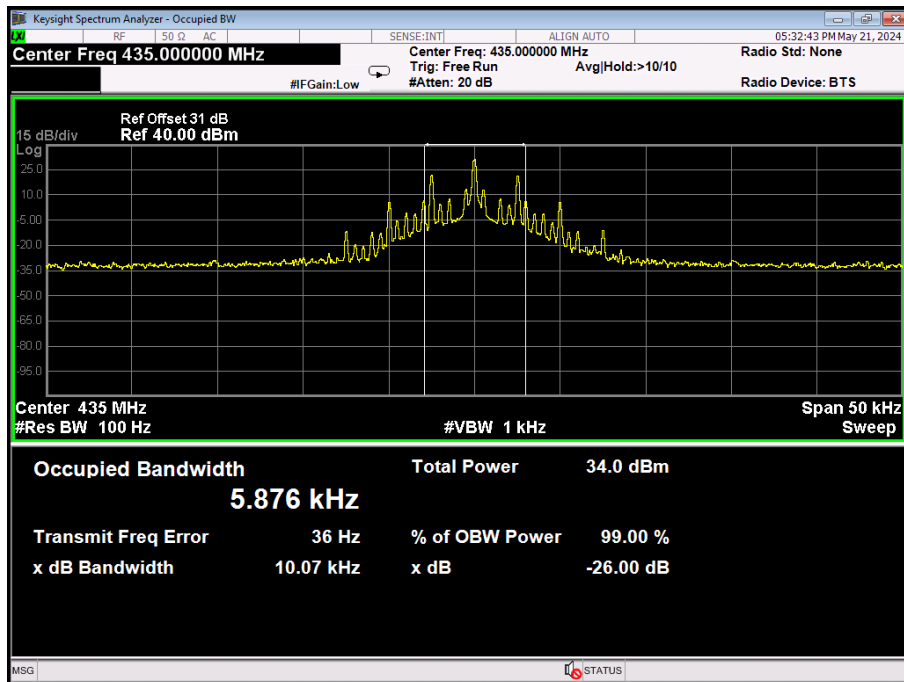 Keysight Spectrum Analyzer - Occupied BW
LXI RF 50 Ω AC SENSE:INT ALIGN AUTO 05:32:43 PM May 21, 2024
Center Freq 435.000000 MHz
Center Freq: 435.000000 MHz Radio Std: None
Trig: Free Run Avg|Hold:>10/10
#IFGain:Low #Atten: 20 dB Radio Device: BTS
Ref Offset 31 dB
15 dB/div Ref 40.00 dBm
Log
25.0
10.0
-5.00
-20.0
-35.0
-50.0
-65.0
-80.0
-95.0
Center 435 MHz Span 50 kHz
#Res BW 100 Hz #VBW 1 kHz Sweep
Occupied Bandwidth Total Power 34.0 dBm
5.876 kHz
Transmit Freq Error 36 Hz % of OBW Power 99.00 %
x dB Bandwidth 10.07 kHz x dB -26.00 dB
MSG STATUS